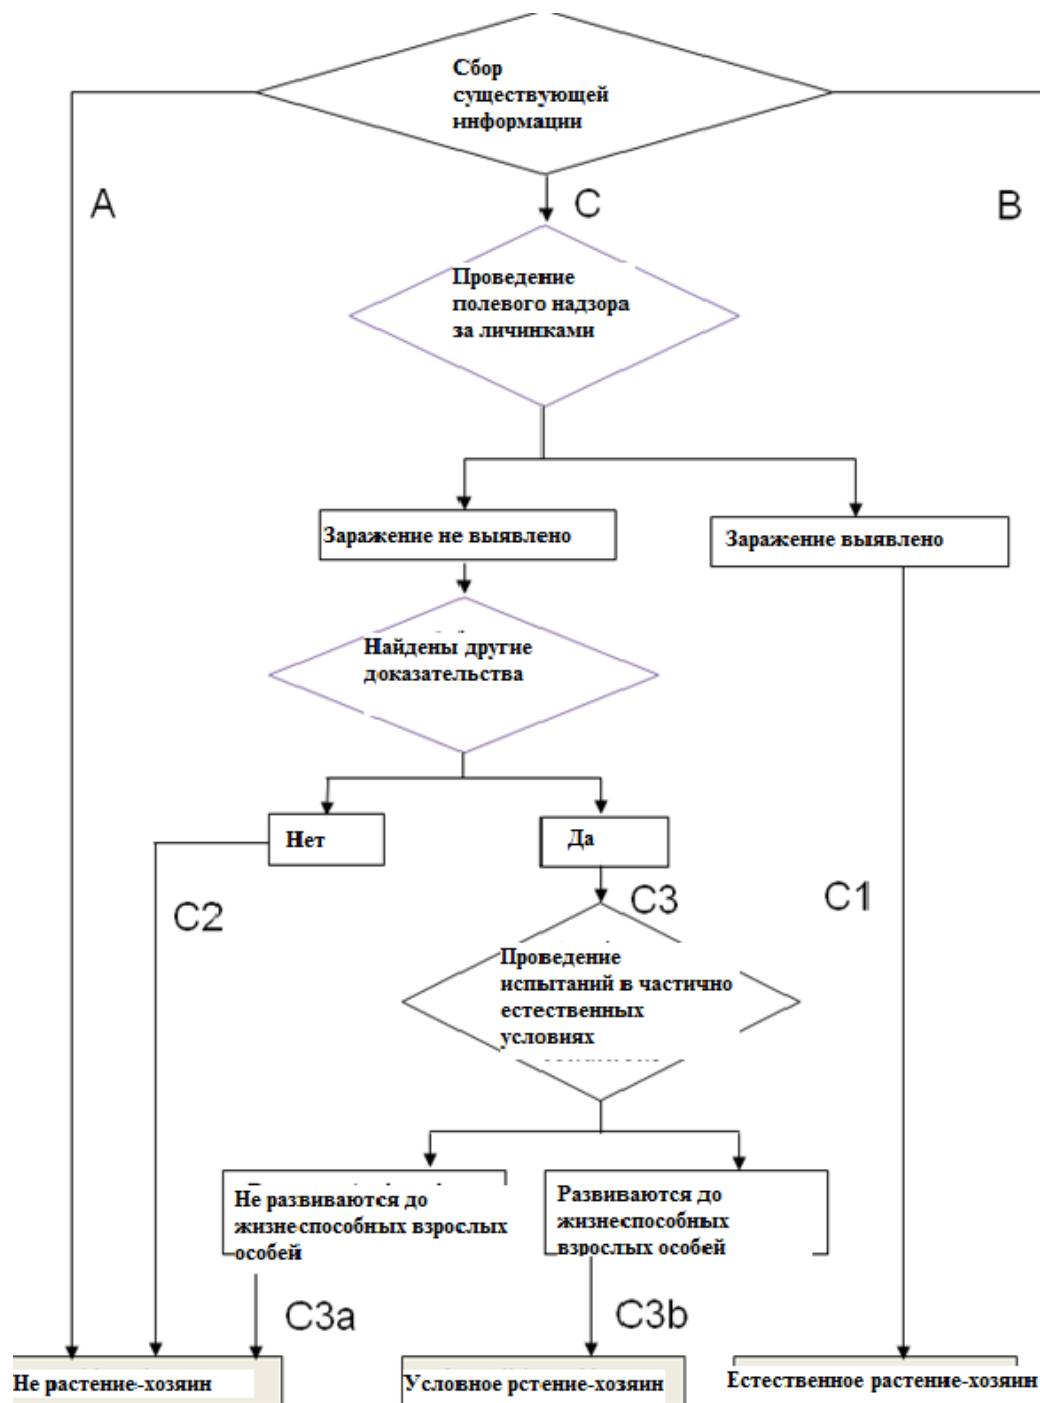 Сбор
существующей
информации
A
C
B
Проведение
полевого надзора
за личинками
Заражение не выявлено
Заражение выявлено
Найдены другие
доказательства
Нет
Да
C2
C3
C1
Проведение
испытаний в частично
естественных
условиях
Не развиваются до
жизнеспособных взрослых
особей
Развиваются до
жизнеспособных
взрослых особей
C3a
C3b
Не растение-хозяин
Условное рстение-хозяин
Естественное растение-хозяин